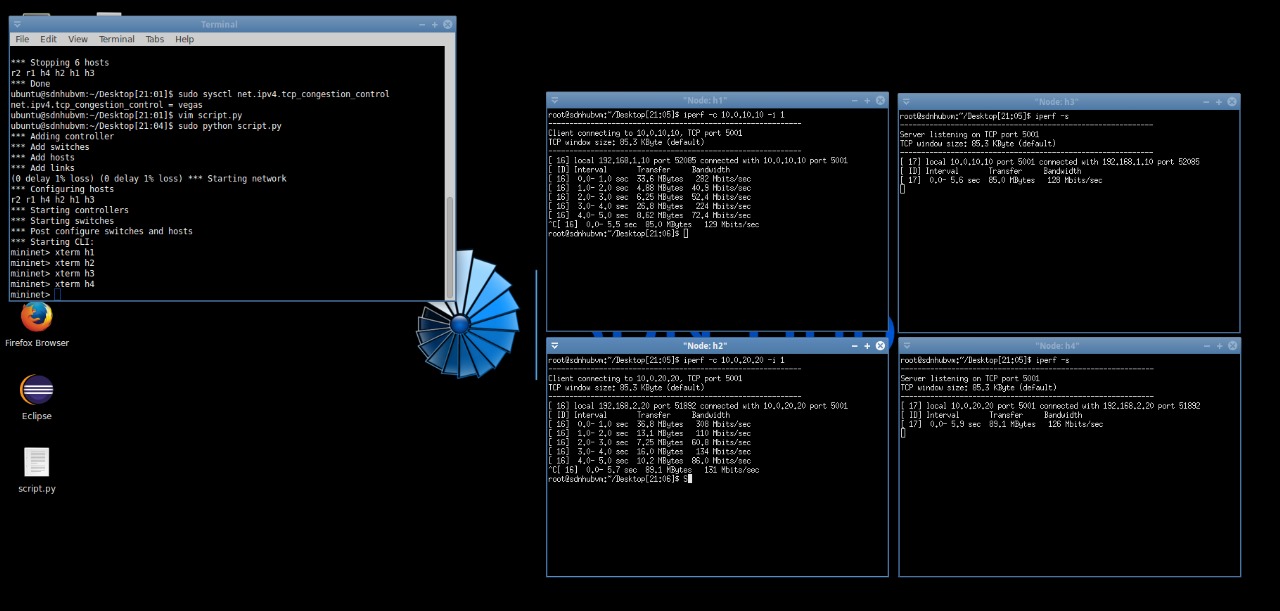 Terminal
File Edit View Terminal Tabs Help
*** Stopping 6 hosts
r2 r1 h4 h2 h1 h3
*** Done
ubuntu@sdnhubvm:~/Desktop[21:01]$ sudo sysctl net.ipv4.tcp_congestion_control
net.ipv4.tcp_congestion_control = vegas
ubuntu@sdnhubvm:~/Desktop[21:01]$ vim script.py
ubuntu@sdnhubvm:~/Desktop[21:04]$ sudo python script.py
*** Adding controller
*** Add switches
*** Add hosts
*** Add links
(0 delay 1% loss) (0 delay 1% loss) *** Starting network
*** Configuring hosts
r2 r1 h4 h2 h1 h3
*** Starting controllers
*** Starting switches
*** Post configure switches and hosts
*** Starting CLI:
mininet> xterm h1
mininet> xterm h2
mininet> xterm h3
mininet> xterm h4
mininet>
Firefox Browser
Eclipse
script.py
"Node: h1"
root@sdnhubvm:~/Desktop[21:05]$ iperf -c 10.0.10.10 -i 1
------------------------------------------------------------
Client connecting to 10.0.10.10, TCP port 5001
TCP window size: 85.3 KByte (default)
------------------------------------------------------------
[ 16] local 192.168.1.10 port 52085 connected with 10.0.10.10 port 5001
[ ID] Interval Transfer Bandwidth
[ 16] 0.0- 1.0 sec 33.6 MBytes 282 Mbits/sec
[ 16] 1.0- 2.0 sec 4.88 MBytes 40.9 Mbits/sec
[ 16] 2.0- 3.0 sec 6.25 MBytes 52.4 Mbits/sec
[ 16] 3.0- 4.0 sec 26.8 MBytes 224 Mbits/sec
[ 16] 4.0- 5.0 sec 8.62 MBytes 72.4 Mbits/sec
^C[ 16] 0.0- 5.5 sec 85.0 MBytes 129 Mbits/sec
root@sdnhubvm:~/Desktop[21:06]$
"Node: h3"
root@sdnhubvm:~/Desktop[21:05]$ iperf -s
------------------------------------------------------------
Server listening on TCP port 5001
TCP window size: 85.3 KByte (default)
------------------------------------------------------------
[ 17] local 10.0.10.10 port 5001 connected with 192.168.1.10 port 52085
[ ID] Interval Transfer Bandwidth
[ 17] 0.0- 5.6 sec 85.0 MBytes 128 Mbits/sec
"Node: h2"
root@sdnhubvm:~/Desktop[21:05]$ iperf -c 10.0.20.20 -i 1
------------------------------------------------------------
Client connecting to 10.0.20.20, TCP port 5001
TCP window size: 85.3 KByte (default)
------------------------------------------------------------
[ 16] local 192.168.2.20 port 51892 connected with 10.0.20.20 port 5001
[ ID] Interval Transfer Bandwidth
[ 16] 0.0- 1.0 sec 36.8 MBytes 308 Mbits/sec
[ 16] 1.0- 2.0 sec 13.1 MBytes 110 Mbits/sec
[ 16] 2.0- 3.0 sec 7.25 MBytes 60.8 Mbits/sec
[ 16] 3.0- 4.0 sec 16.0 MBytes 134 Mbits/sec
[ 16] 4.0- 5.0 sec 10.2 MBytes 86.0 Mbits/sec
^C[ 16] 0.0- 5.7 sec 89.1 MBytes 131 Mbits/sec
root@sdnhubvm:~/Desktop[21:06]$ S
"Node: h4"
root@sdnhubvm:~/Desktop[21:05]$ iperf -s
------------------------------------------------------------
Server listening on TCP port 5001
TCP window size: 85.3 KByte (default)
------------------------------------------------------------
[ 17] local 10.0.20.20 port 5001 connected with 192.168.2.20 port 51892
[ ID] Interval Transfer Bandwidth
[ 17] 0.0- 5.9 sec 89.1 MBytes 126 Mbits/sec